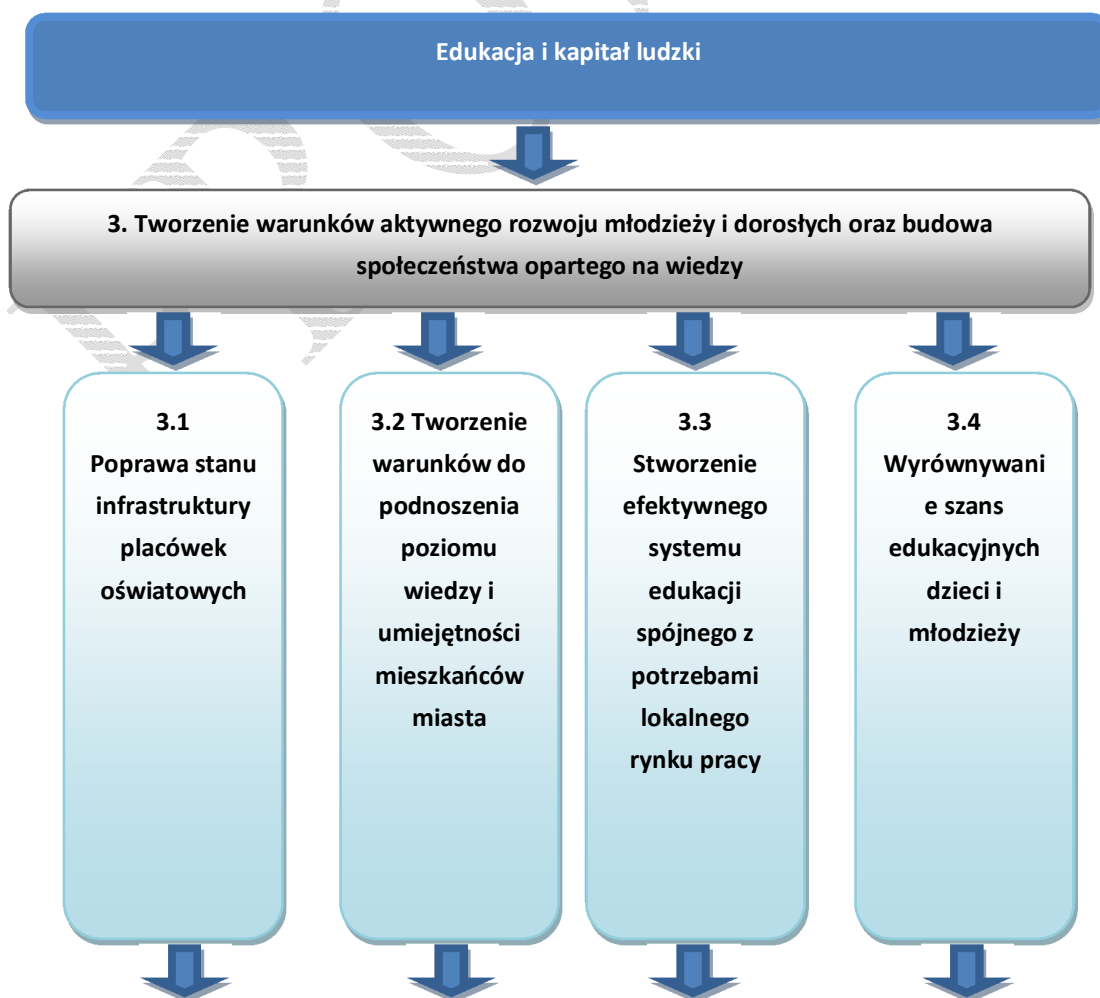 Edukacja i kapitał ludzki
3. Tworzenie warunków aktywnego rozwoju młodzieży i dorosłych oraz budowa
społeczeństwa opartego na wiedzy
3.1
Poprawa stanu
infrastruktury
placówek
oświatowych
3.2 Tworzenie
warunków do
podnoszenia
poziomu
wiedzy i
umiejętności
mieszkańców
miasta
3.3
Stworzenie
efektywnego
systemu
edukacji
spójnego z
potrzebami
lokalnego
rynku pracy
3.4
Wyrównywani
e szans
edukacyjnych
dzieci i
młodzieży